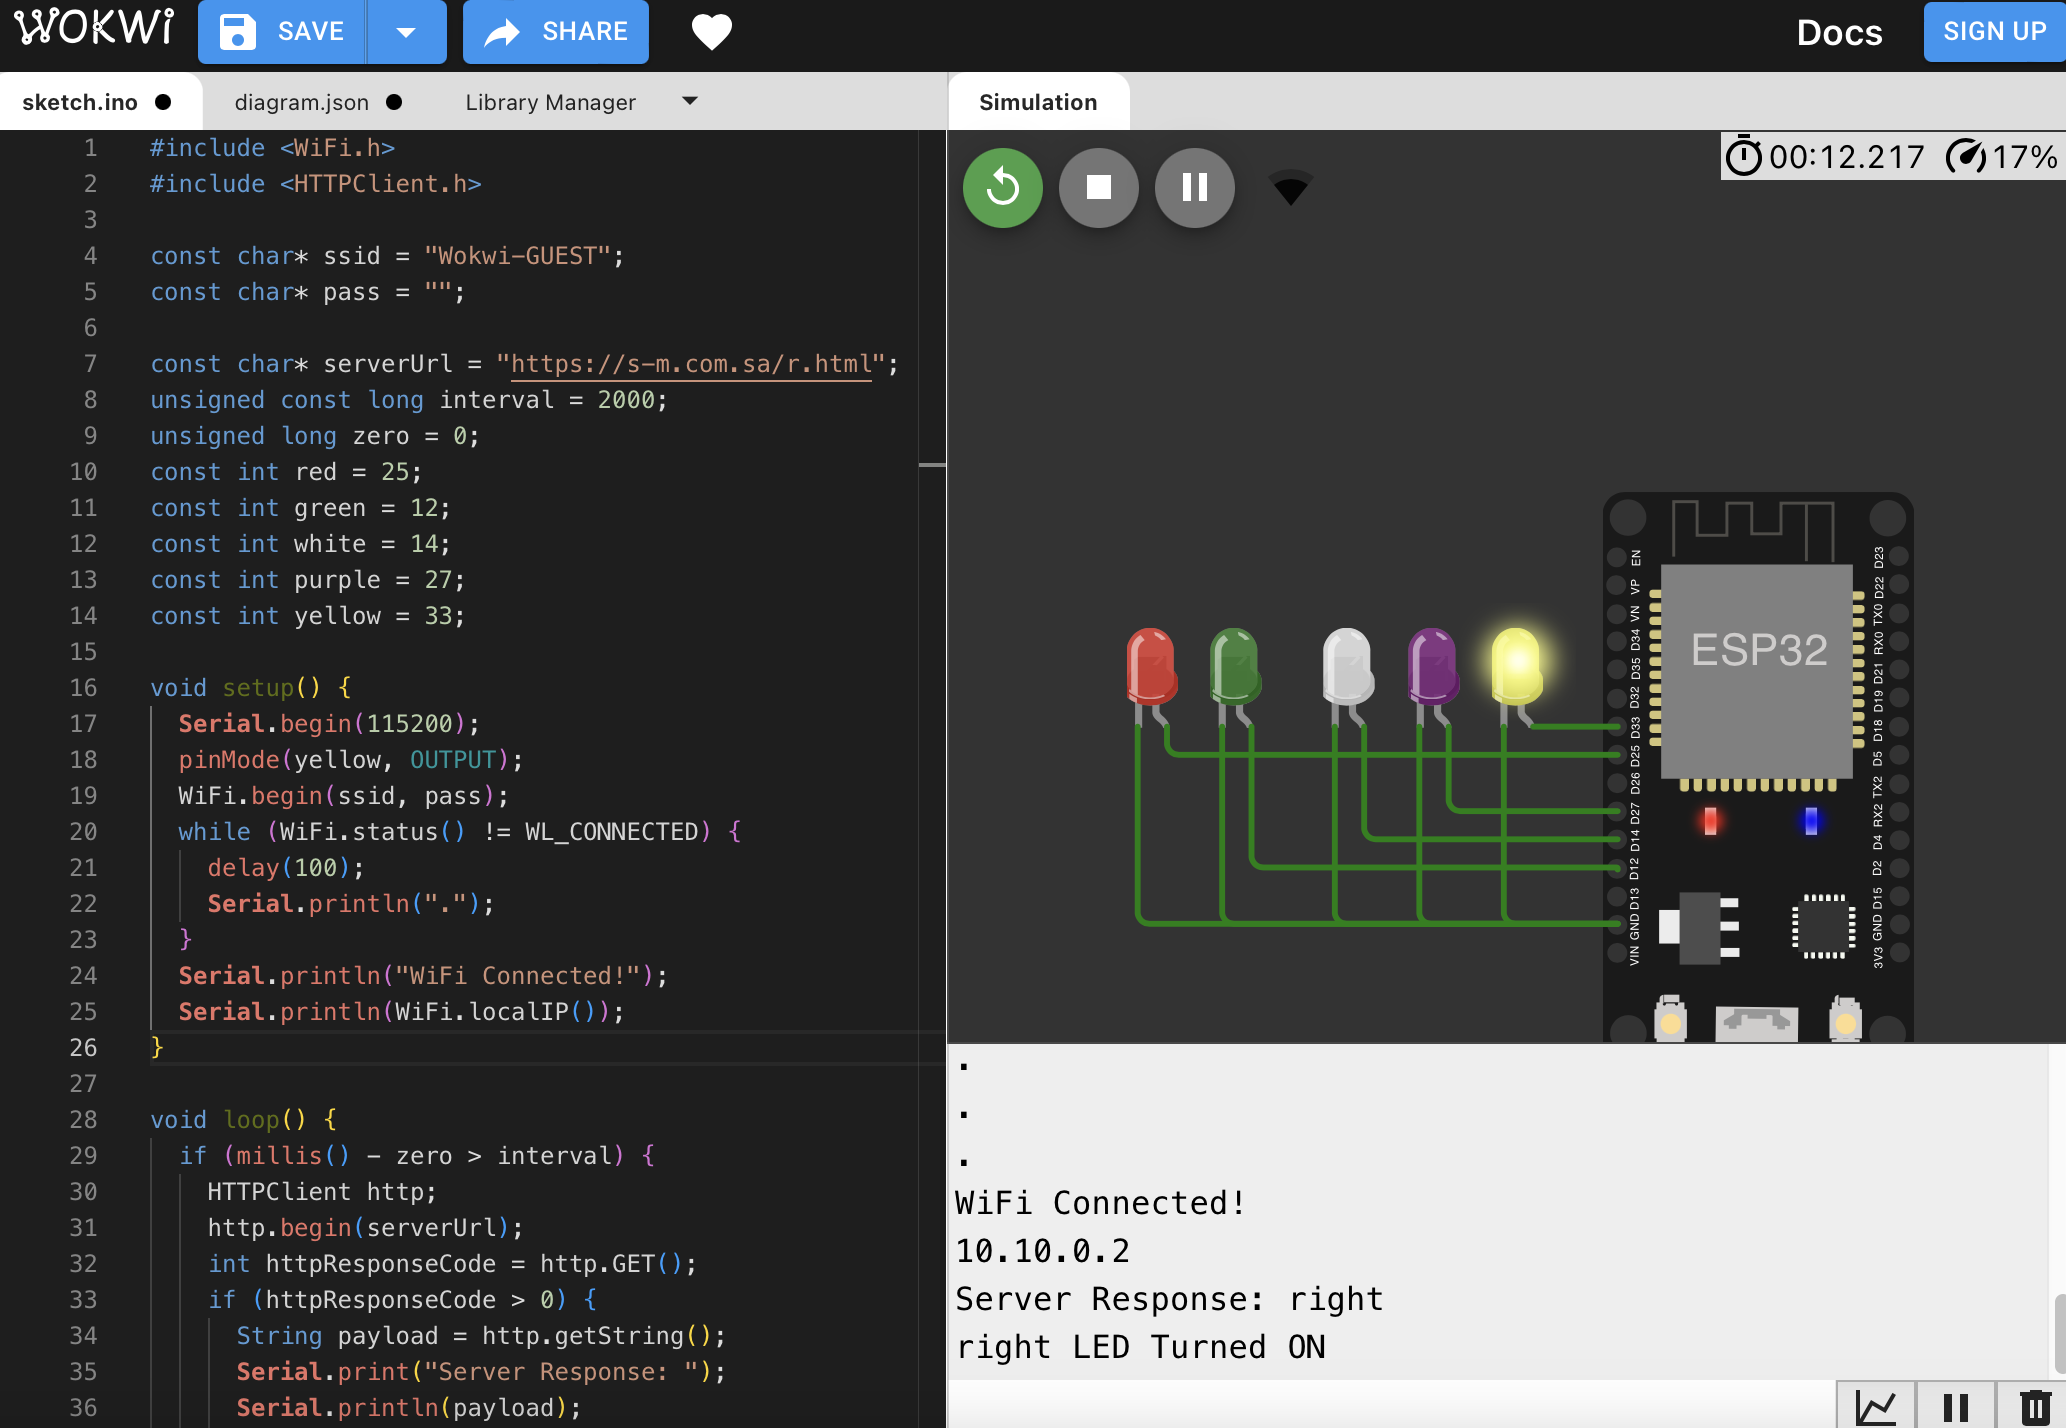 WOKWi SAVE SHARE Docs SIGN UP
sketch.ino diagram.json Library Manager
1 #include <WiFi.h>
2 #include <HTTPClient.h>
3
4 const char* ssid = "Wokwi-GUEST";
5 const char* pass = "";
6
7 const char* serverUrl = "https://s-m.com.sa/r.html";
8 unsigned const long interval = 2000;
9 unsigned long zero = 0;
10 const int red = 25;
11 const int green = 12;
12 const int white = 14;
13 const int purple = 27;
14 const int yellow = 33;
15
16 void setup() {
17 Serial.begin(115200);
18 pinMode(yellow, OUTPUT);
19 WiFi.begin(ssid, pass);
20 while (WiFi.status() != WL_CONNECTED) {
21 delay(100);
22 Serial.println(".");
23 }
24 Serial.println("WiFi Connected!");
25 Serial.println(WiFi.localIP());
26 }
27
28 void loop() {
29 if (millis() - zero > interval) {
30 HTTPClient http;
31 http.begin(serverUrl);
32 int httpResponseCode = http.GET();
33 if (httpResponseCode > 0) {
34 String payload = http.getString();
35 Serial.print("Server Response: ");
36 Serial.println(payload);
Simulation
00:12.217 17%
ESP32
EN
VP
VN
D34
D35
D32
D33
D25
D26
D27
D14
D12
D13
GND
VIN
D23
D22
TX0
RX0
D21
D19
D18
D5
TX2
RX2
D4
D2
D15
GND
3V3
.
.
.
WiFi Connected!
10.10.0.2
Server Response: right
right LED Turned ON